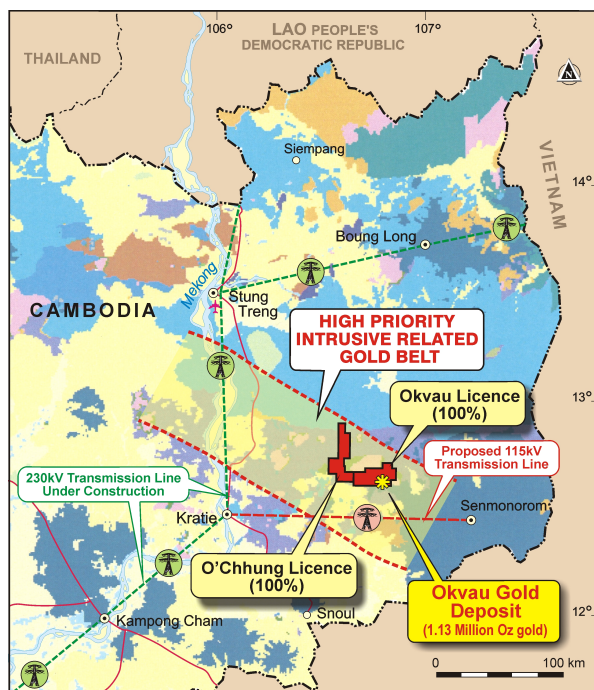 106°
107°
LAO PEOPLE'S
DEMOCRATIC REPUBLIC
THAILAND
N
VIETNAM
Siempang
14°
Boung Long
Mekong
Stung
Treng
CAMBODIA
HIGH PRIORITY
INTRUSIVE RELATED
GOLD BELT
13°
Okvau Licence
(100%)
Proposed 115kV
Transmission Line
230kV Transmission Line
Under Construction
Senmonorom
Kratie
O'Chhung Licence
(100%)
Okvau Gold
Deposit
(1.13 Million Oz gold)
Snoul
12°
Kampong Cham
0
100 km